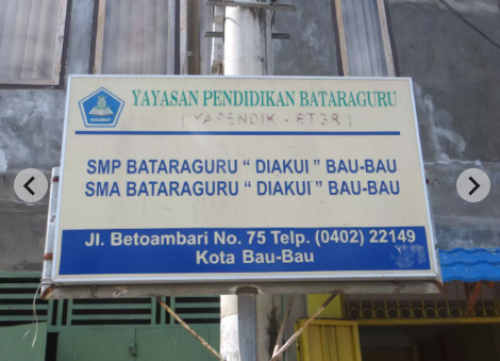 YAYASAN PENDIDIKAN BATARAGURU
( YAPENDIK - BTGR )
SMP BATARAGURU “ DIAKUI ” BAU-BAU
SMA BATARAGURU “ DIAKUI ” BAU-BAU
Jl. Betoambari No. 75 Telp. (0402) 22149
Kota Bau-Bau